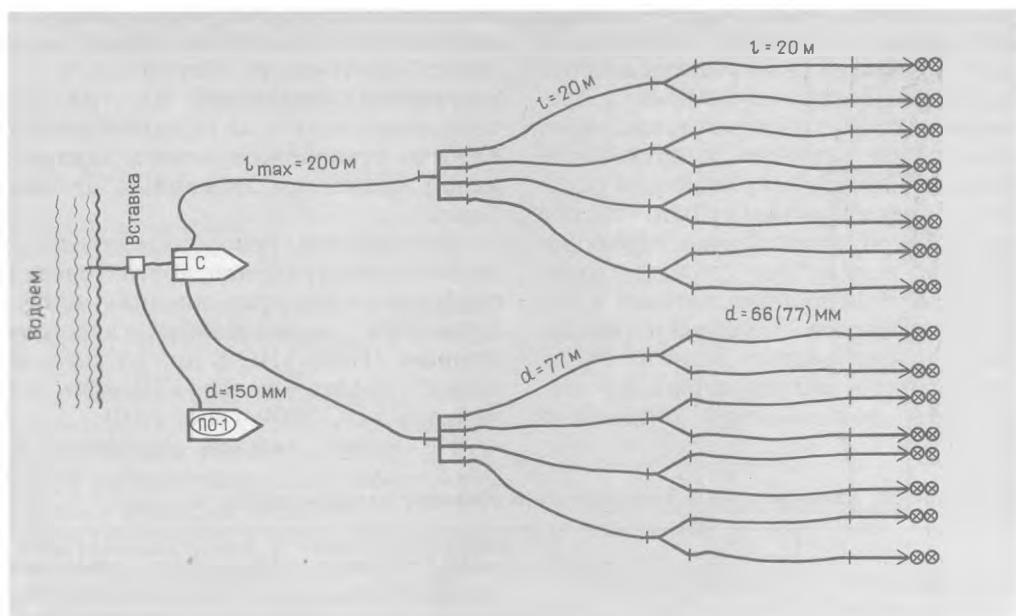 l = 20 м
l = 20 м
l max = 200 м
Вставка
С
Водоем
d = 66 (77) мм
d = 77 м
d=150 мм
ПО-1